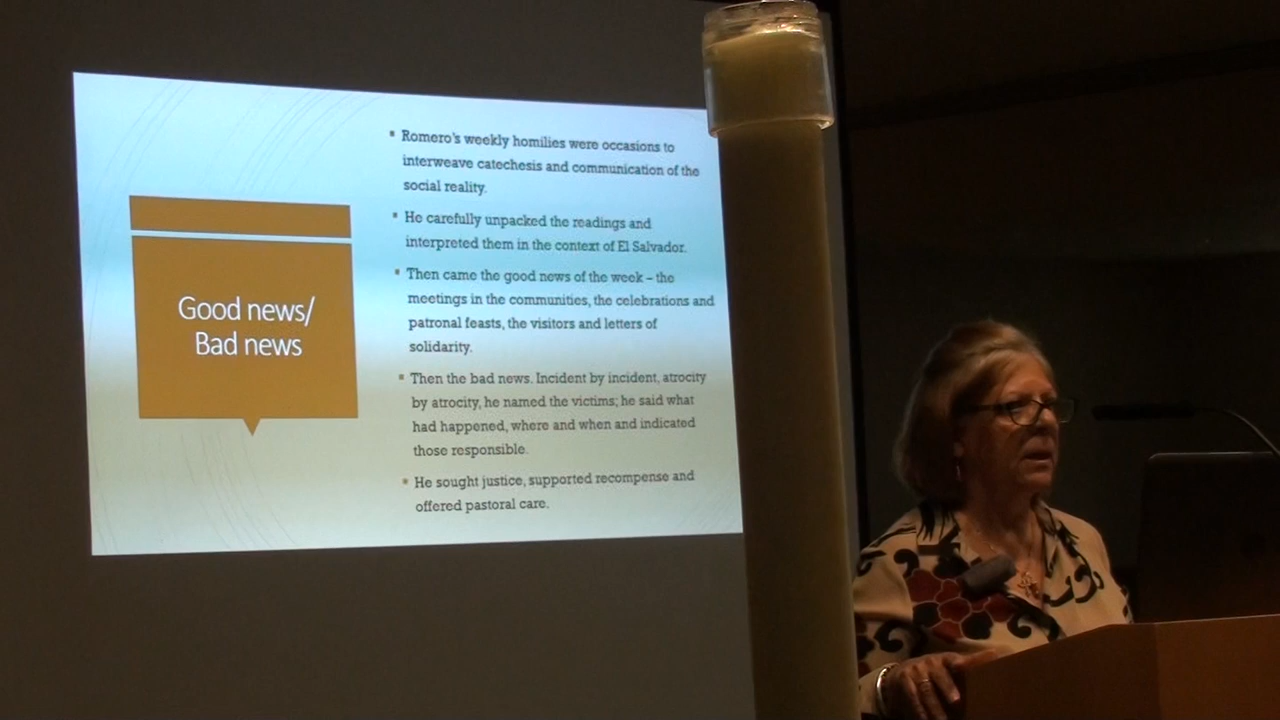 Good news/
Bad news
Romero's weekly homilies were occasions to
interweave catechesis and communication of the
social reality.
He carefully unpacked the readings and
interpreted them in the context of El Salvador.
Then came the good news of the week – the
meetings in the communities, the celebrations and
patronal feasts, the visitors and letters of
solidarity.
Then the bad news. Incident by incident, atrocity
by atrocity, he named the victims; he said what
had happened, where and when and indicated
those responsible.
He sought justice, supported recompense and
offered pastoral care.